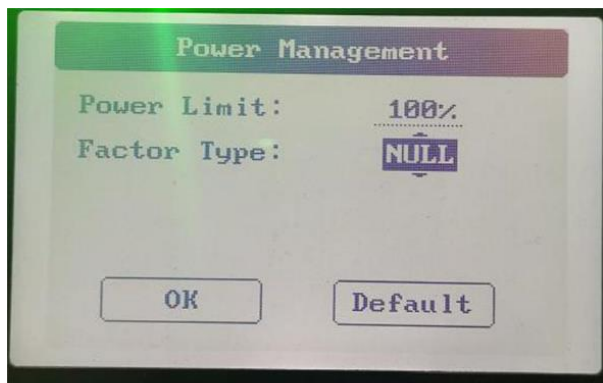 Power Management
Power Limit: 100%
Factor Type: NULL
OK Default